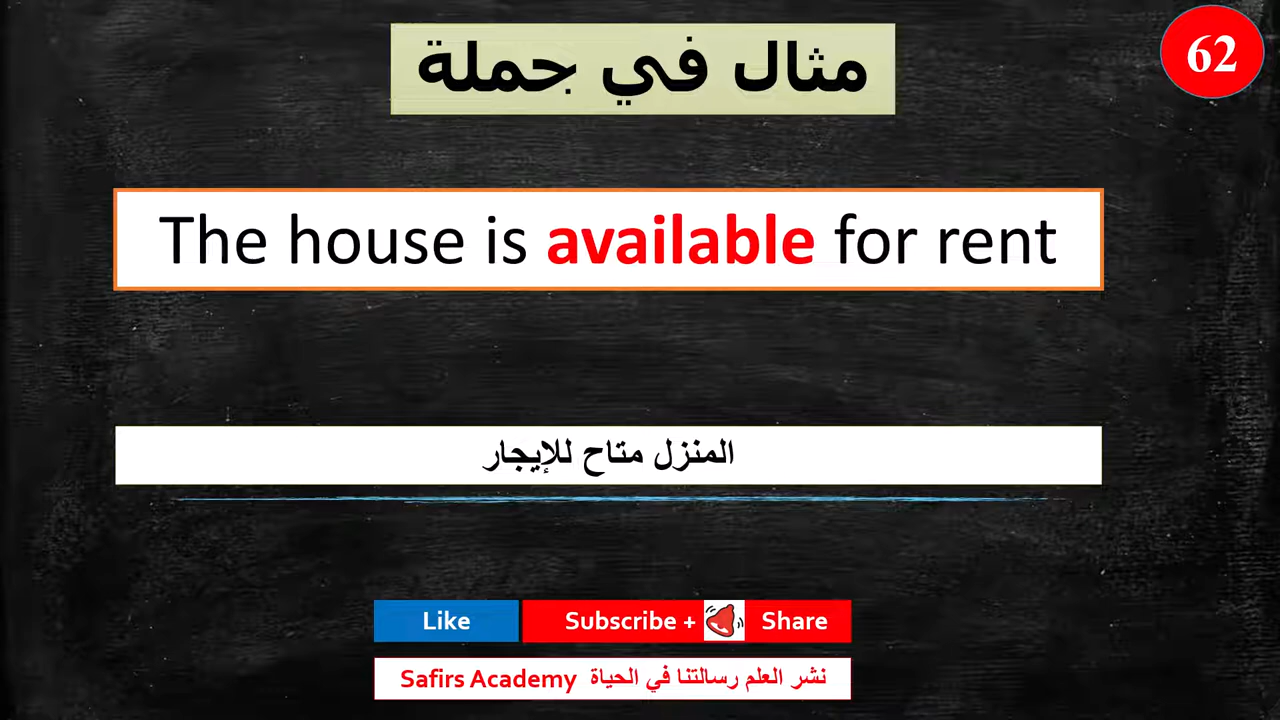 مثال في جملة
62
The house is available for rent
المنزل متاح للإيجار
Like Subscribe + Share
Safirs Academy نشر العلم رسالتنا في الحياة